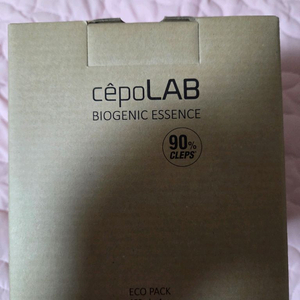 cêpoLAB
BIOGENIC ESSENCE
90%
CLEPS
ECO PACK